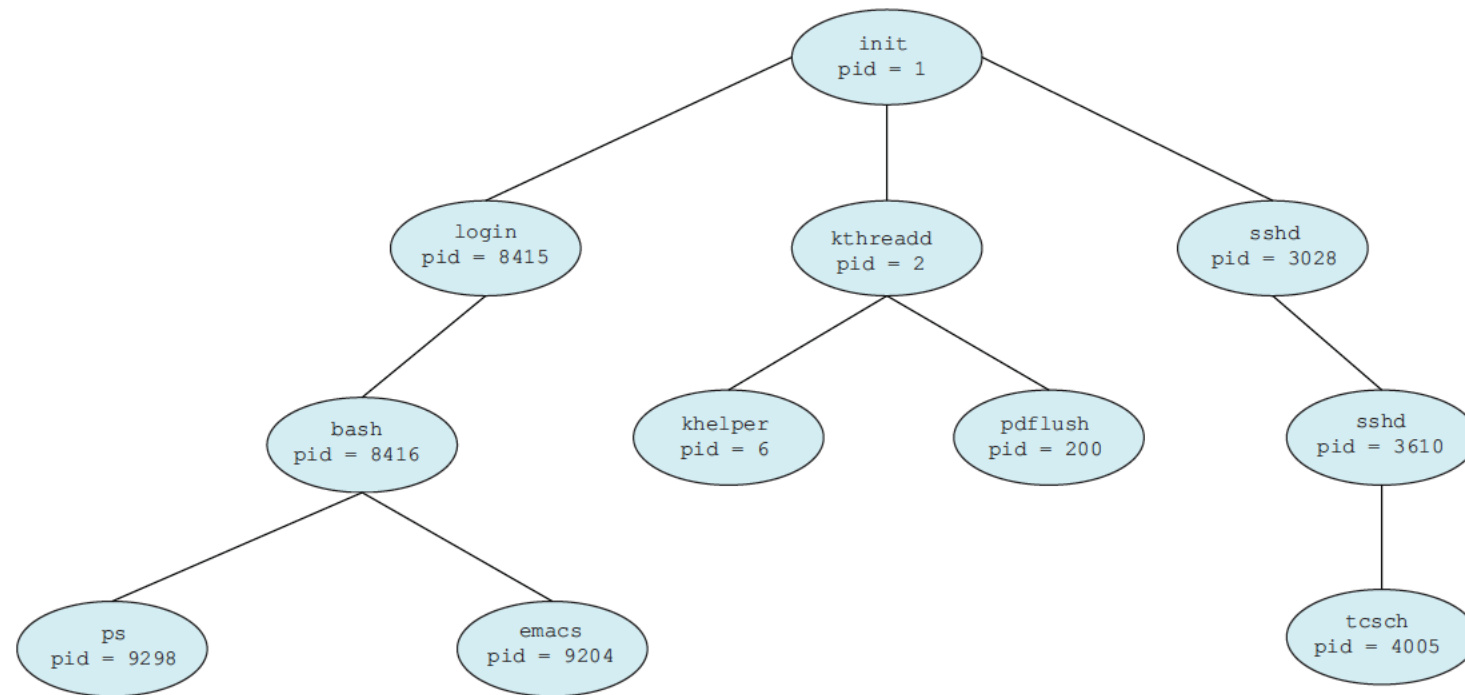 init
pid = 1
login
pid = 8415
kthreadd
pid = 2
sshd
pid = 3028
bash
pid = 8416
khelper
pid = 6
pdflush
pid = 200
sshd
pid = 3610
ps
pid = 9298
emacs
pid = 9204
tcsch
pid = 4005